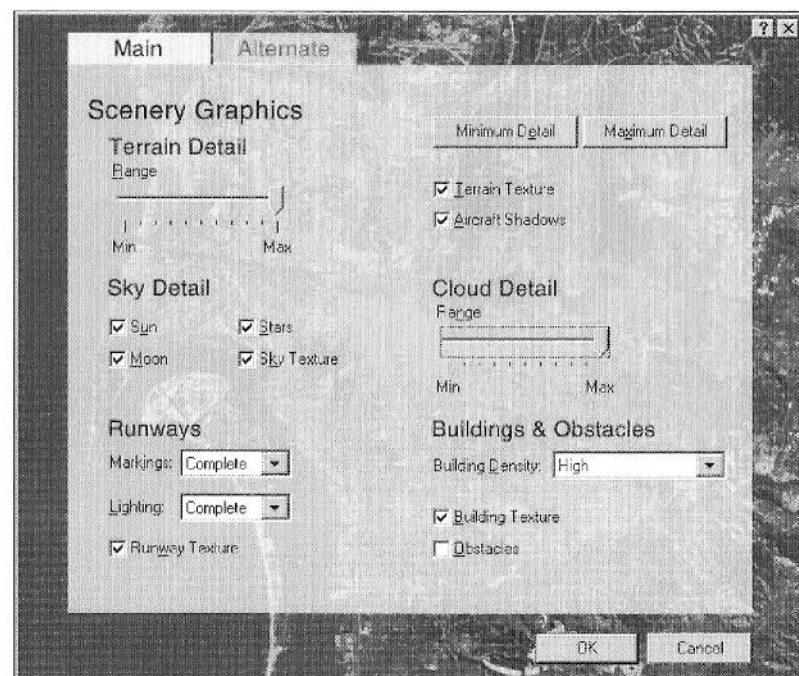 ? X
Main Alternate
Scenery Graphics
Minimum Detail Maximum Detail
Terrain Detail
Range
Min Max
Terrain Texture
Aircraft Shadows
Sky Detail
Sun Stars
Moon Sky Texture
Cloud Detail
Range
Min Max
Runways
Markings: Complete
Lighting: Complete
Runway Texture
Buildings & Obstacles
Building Density: High
Building Texture
Obstacles
OK Cancel